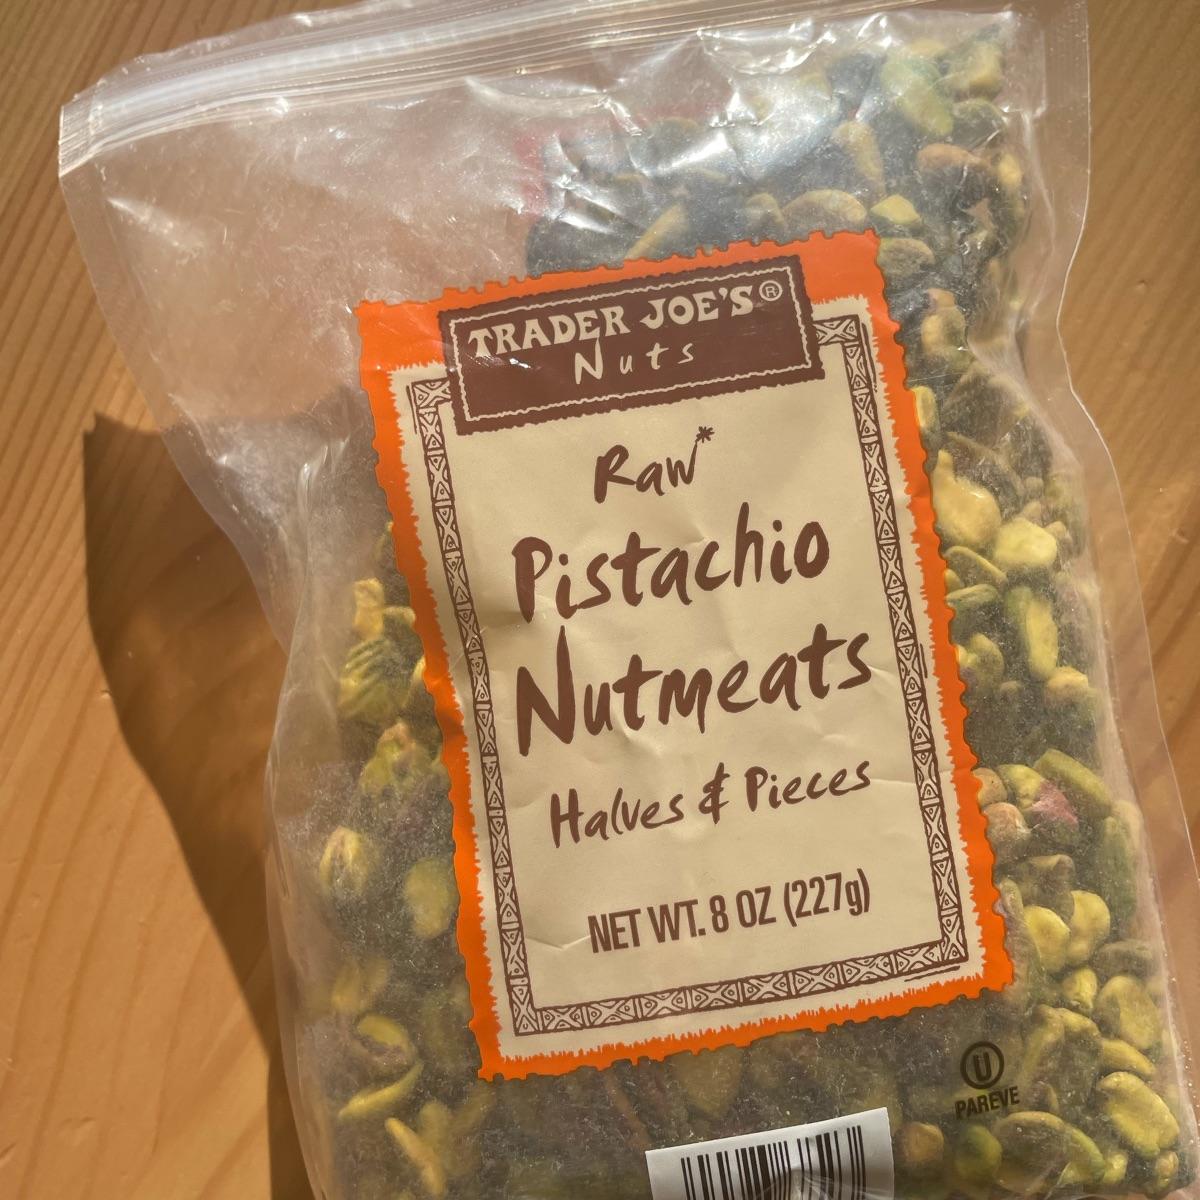 TRADER JOE'S®
Nuts
Raw*
Pistachio
Nutmeats
Halves & Pieces
NET WT. 8 OZ (227g)
U
PAREVE